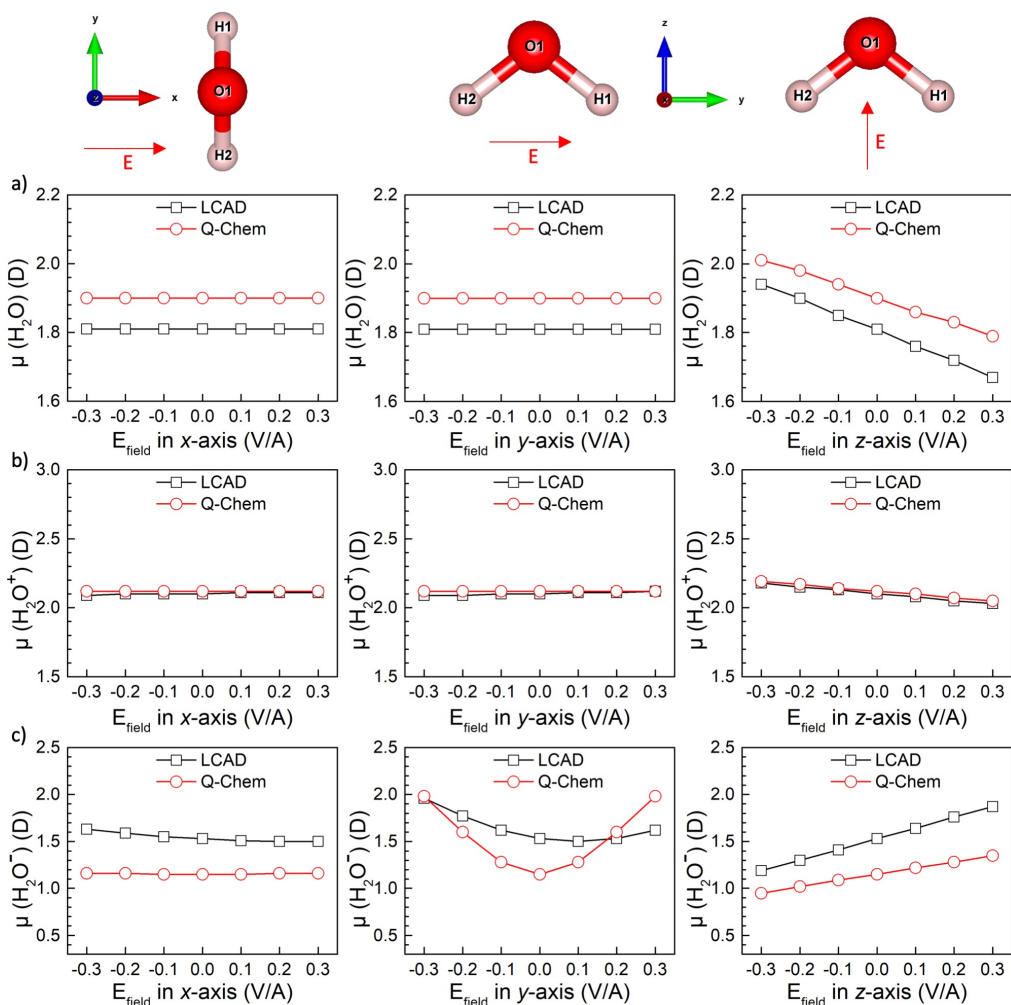 y
H1
z
O1
x
H2
E
O1
H2
H1
E
z
x
y
O1
H2
H1
E
a)
2.2
2.0
1.8
1.6
μ (H2O) (D)
LCAD
Q-Chem
-0.3 -0.2 -0.1 0.0 0.1 0.2 0.3
Efield in x-axis (V/A)
2.2
2.0
1.8
1.6
μ (H2O) (D)
LCAD
Q-Chem
-0.3 -0.2 -0.1 0.0 0.1 0.2 0.3
Efield in y-axis (V/A)
2.2
2.0
1.8
1.6
μ (H2O) (D)
LCAD
Q-Chem
-0.3 -0.2 -0.1 0.0 0.1 0.2 0.3
Efield in z-axis (V/A)
b)
3.0
2.5
2.0
1.5
μ (H2O+) (D)
LCAD
Q-Chem
-0.3 -0.2 -0.1 0.0 0.1 0.2 0.3
Efield in x-axis (V/A)
3.0
2.5
2.0
1.5
μ (H2O+) (D)
LCAD
Q-Chem
-0.3 -0.2 -0.1 0.0 0.1 0.2 0.3
Efield in y-axis (V/A)
3.0
2.5
2.0
1.5
μ (H2O+) (D)
LCAD
Q-Chem
-0.3 -0.2 -0.1 0.0 0.1 0.2 0.3
Efield in z-axis (V/A)
c)
2.5
2.0
1.5
1.0
0.5
μ (H2O-) (D)
LCAD
Q-Chem
-0.3 -0.2 -0.1 0.0 0.1 0.2 0.3
Efield in x-axis (V/A)
2.5
2.0
1.5
1.0
0.5
μ (H2O-) (D)
LCAD
Q-Chem
-0.3 -0.2 -0.1 0.0 0.1 0.2 0.3
Efield in y-axis (V/A)
2.5
2.0
1.5
1.0
0.5
μ (H2O-) (D)
LCAD
Q-Chem
-0.3 -0.2 -0.1 0.0 0.1 0.2 0.3
Efield in z-axis (V/A)